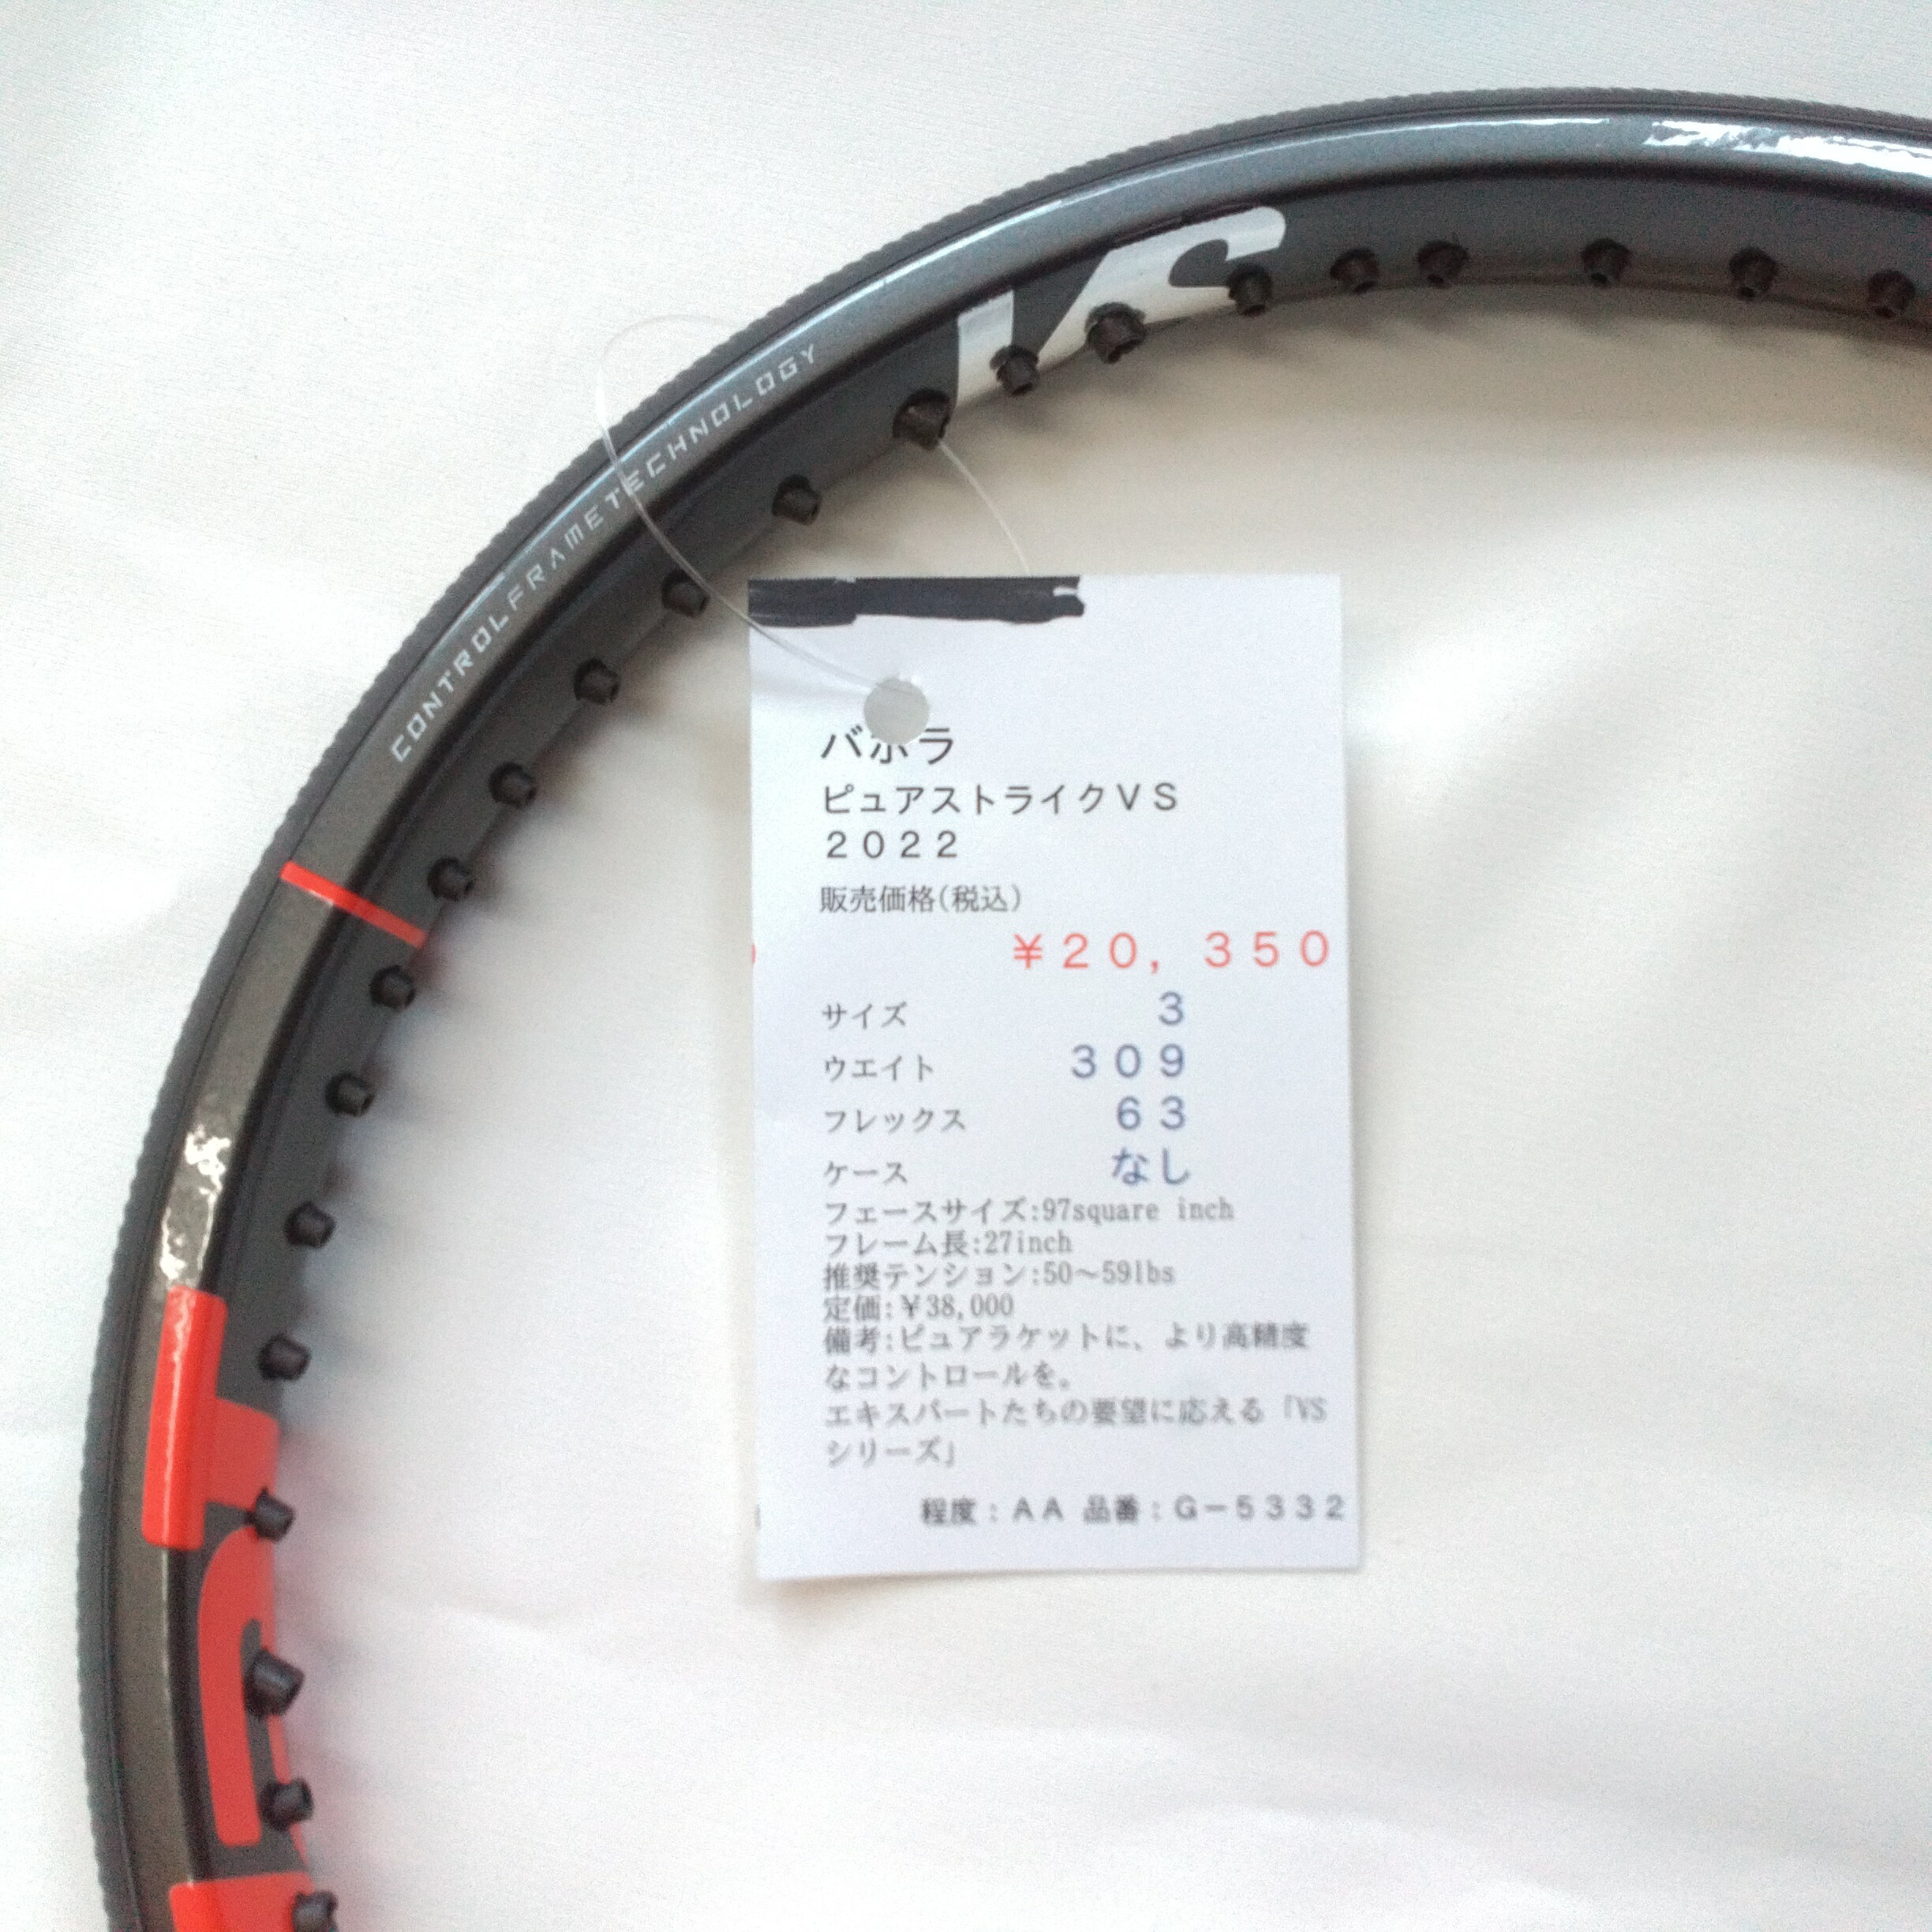 VS
CONTROL FRAME TECHNOLOGY
バボラ
ピュアストライクVS
2022
販売価格(税込)
¥20,350
サイズ 3
ウエイト 309
フレックス 63
ケース なし
フェースサイズ:97square inch
フレーム長:27inch
推奨テンション:50～59lbs
定価:¥38,000
備考:ピュアラケットに、より高精度
なコントロールを。
エキスパートたちの要望に応える「VS
シリーズ」
程度:AA 品番:G-5332